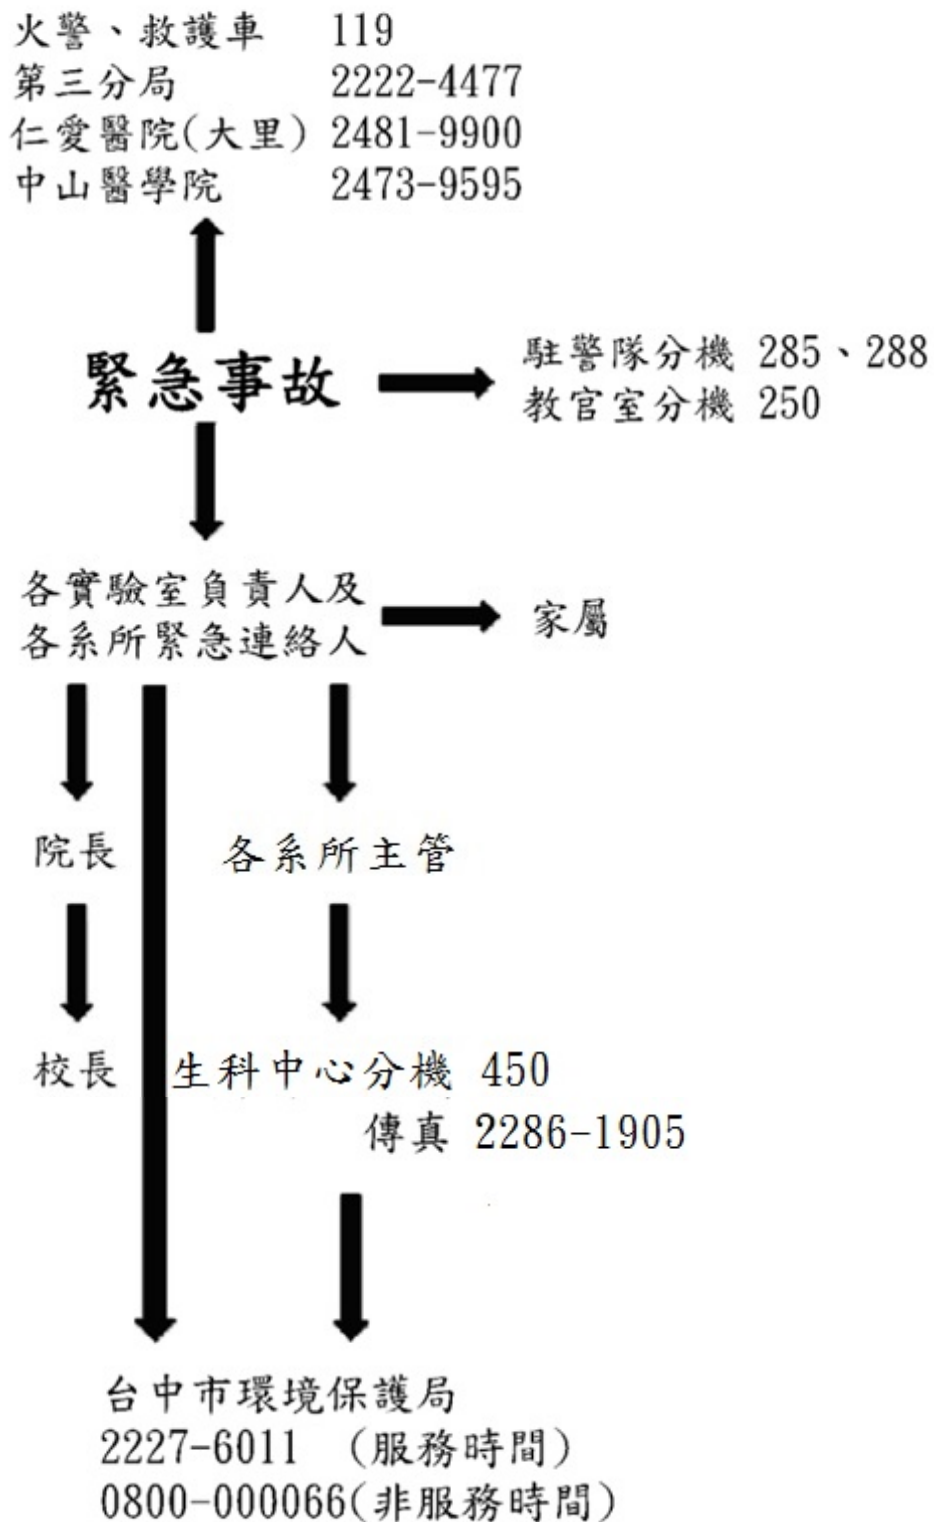 火警、救護車 119
第三分局 2222-4477
仁愛醫院(大里) 2481-9900
中山醫學院 2473-9595
緊急事故
駐警隊分機 285、288
教官室分機 250
各實驗室負責人及
各系所緊急連絡人
家屬
院長
各系所主管
校長
生科中心分機 450
傳真 2286-1905
台中市環境保護局
2227-6011 (服務時間)
0800-000066(非服務時間)